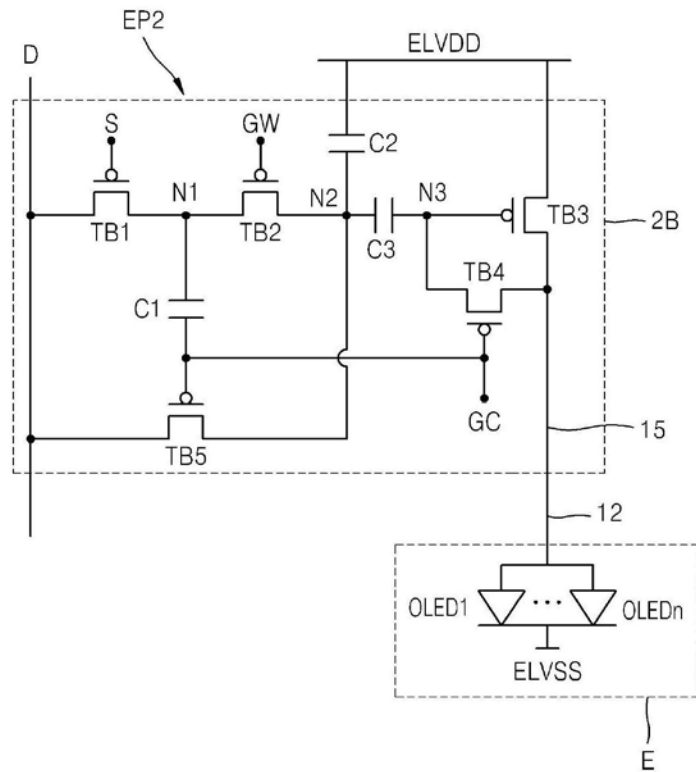 EP2
D
ELVDD
S
GW
C2
N1
N2
N3
TB1
TB2
C3
TB3
2B
TB4
C1
GC
TB5
15
12
OLED1
...
OLEDn
ELVSS
E